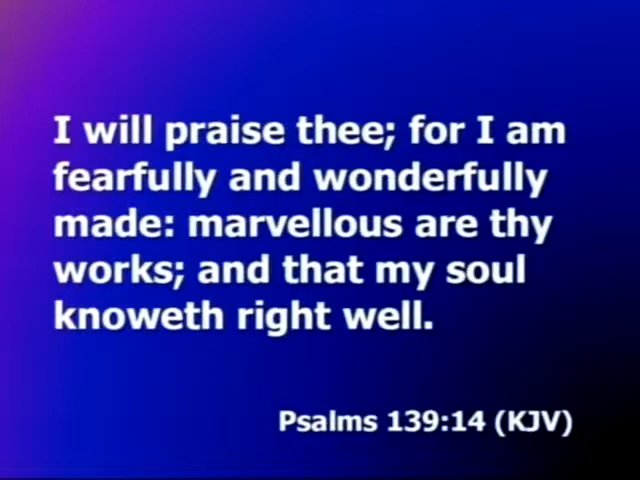 I will praise thee; for I am
fearfully and wonderfully
made: marvellous are thy
works; and that my soul
knoweth right well.
Psalms 139:14 (KJV)